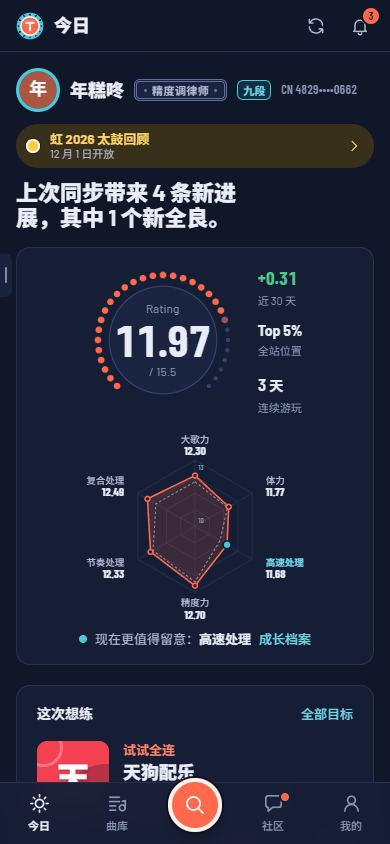 T 今日 3
年 年糕咚 · 精度调律师 · 九段 CN 4829••••0662
虹 2026 太鼓回顾
12 月 1 日开放
上次同步带来 4 条新进
展，其中 1 个新全良。
Rating
11.97
/ 15.5
+0.31
近 30 天
Top 5%
全站位置
3 天
连续游玩
大歌力
12.30
13
10
复合处理
12.49
体力
11.77
节奏处理
12.33
高速处理
11.68
精度力
12.70
现在更值得留意：高速处理 成长档案
这次想练 全部目标
试试全连
天狗配乐
天
今日 曲库 社区 我的